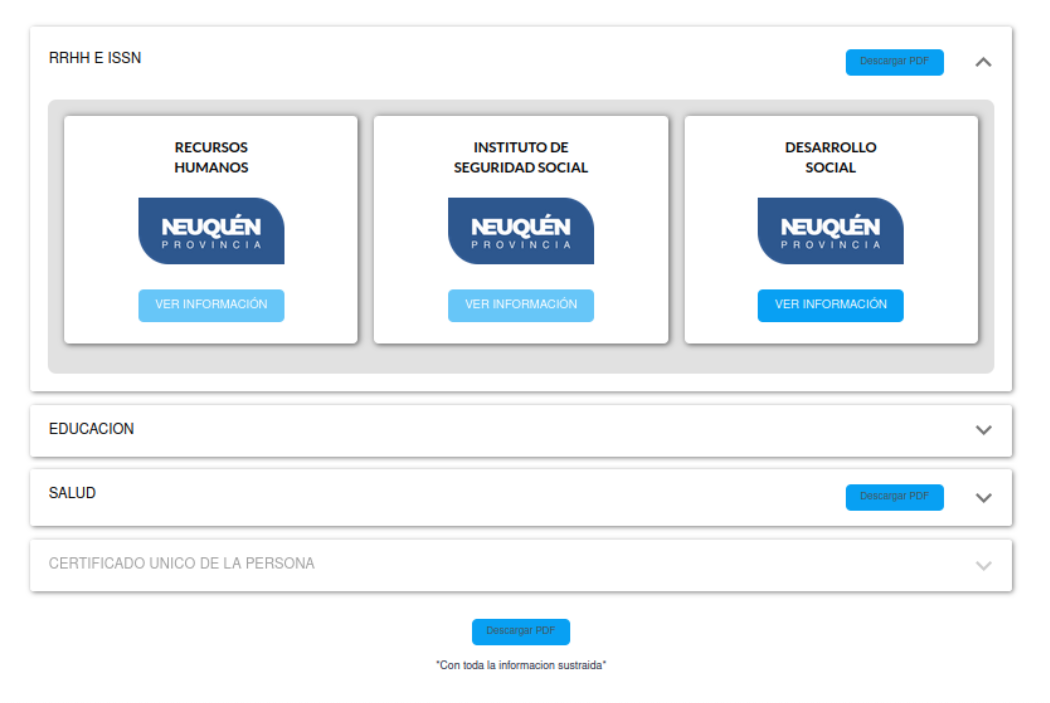 RRHH E ISSN
Descargar PDF
RECURSOS
HUMANOS
NEUQUÉN
PROVINCIA
VER INFORMACIÓN
INSTITUTO DE
SEGURIDAD SOCIAL
NEUQUÉN
PROVINCIA
VER INFORMACIÓN
DESARROLLO
SOCIAL
NEUQUÉN
PROVINCIA
VER INFORMACIÓN
EDUCACION
SALUD
Descargar PDF
CERTIFICADO UNICO DE LA PERSONA
Descargar PDF
*Con toda la informacion sustraida*